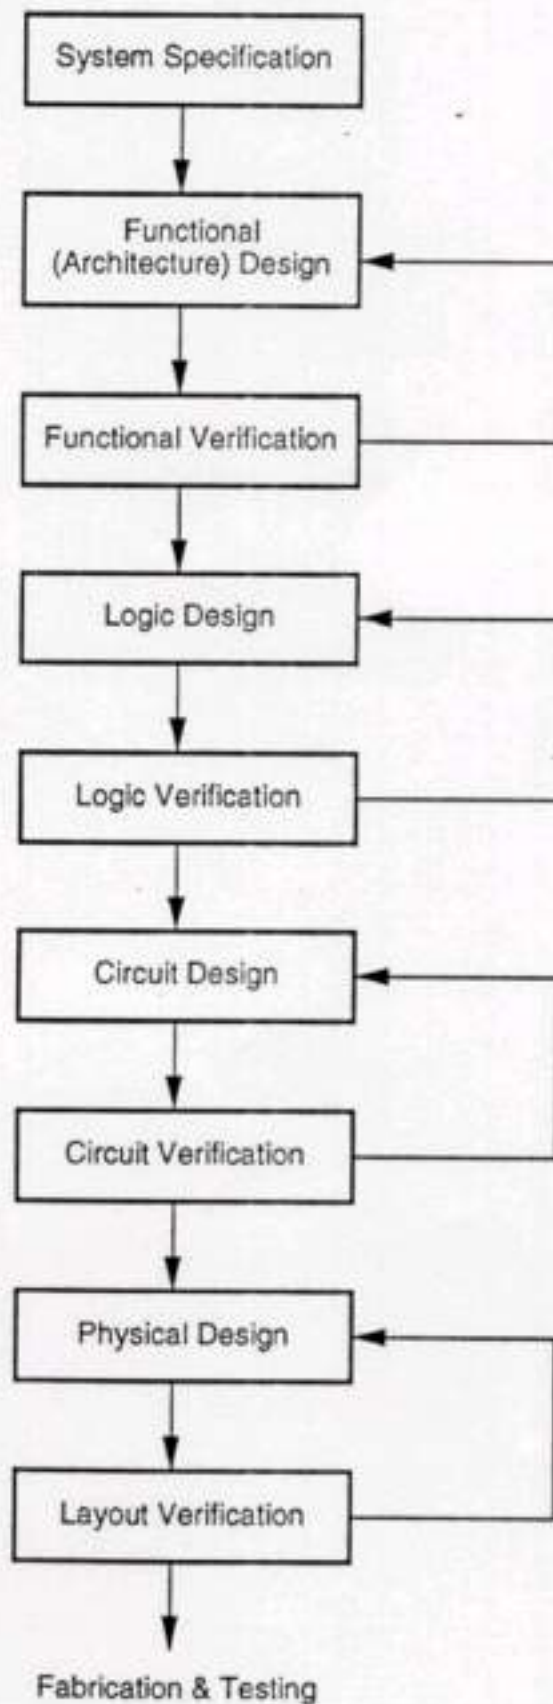 System Specification
Functional
(Architecture) Design
Functional Verification
Logic Design
Logic Verification
Circuit Design
Circuit Verification
Physical Design
Layout Verification
Fabrication & Testing